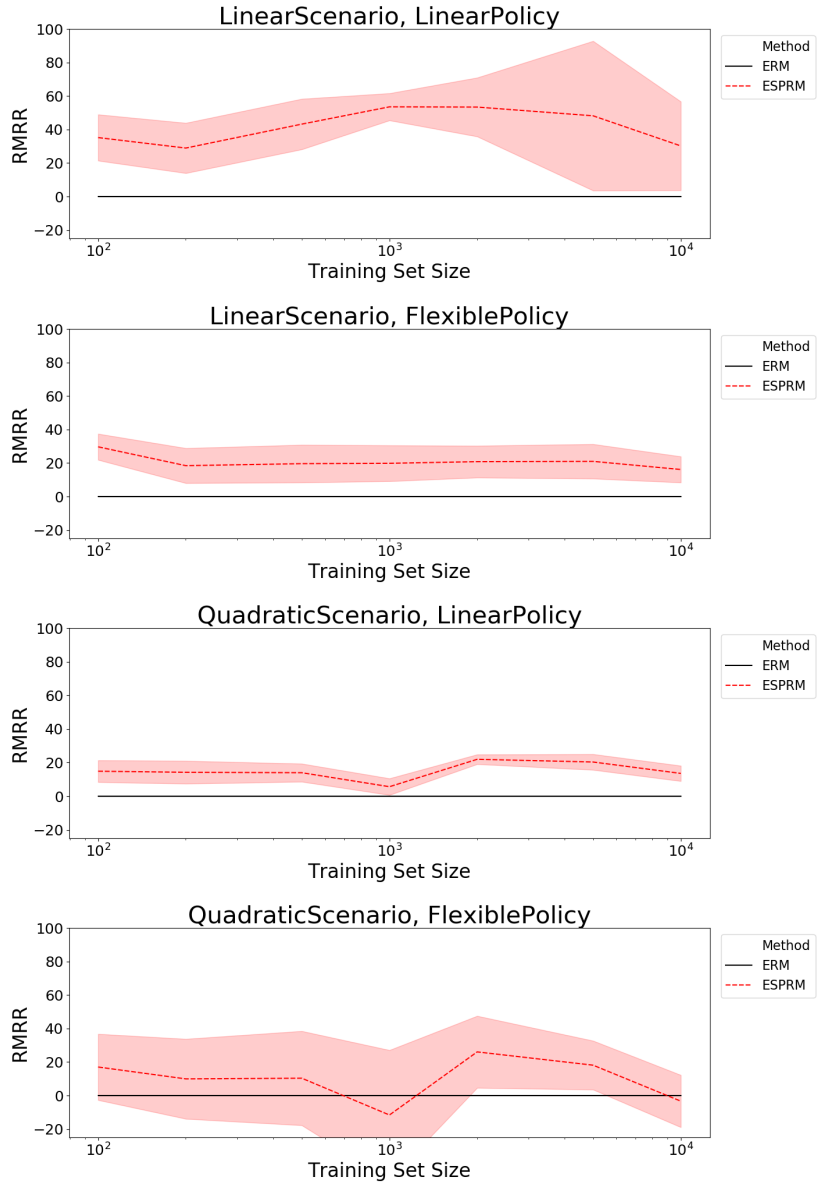 LinearScenario, LinearPolicy
100
80
60
40
20
0
−20
RMRR
10²
10³
10⁴
Training Set Size
Method
ERM
ESPRM
LinearScenario, FlexiblePolicy
100
80
60
40
20
0
−20
RMRR
10²
10³
10⁴
Training Set Size
Method
ERM
ESPRM
QuadraticScenario, LinearPolicy
100
80
60
40
20
0
−20
RMRR
10²
10³
10⁴
Training Set Size
Method
ERM
ESPRM
QuadraticScenario, FlexiblePolicy
100
80
60
40
20
0
−20
RMRR
10²
10³
10⁴
Training Set Size
Method
ERM
ESPRM